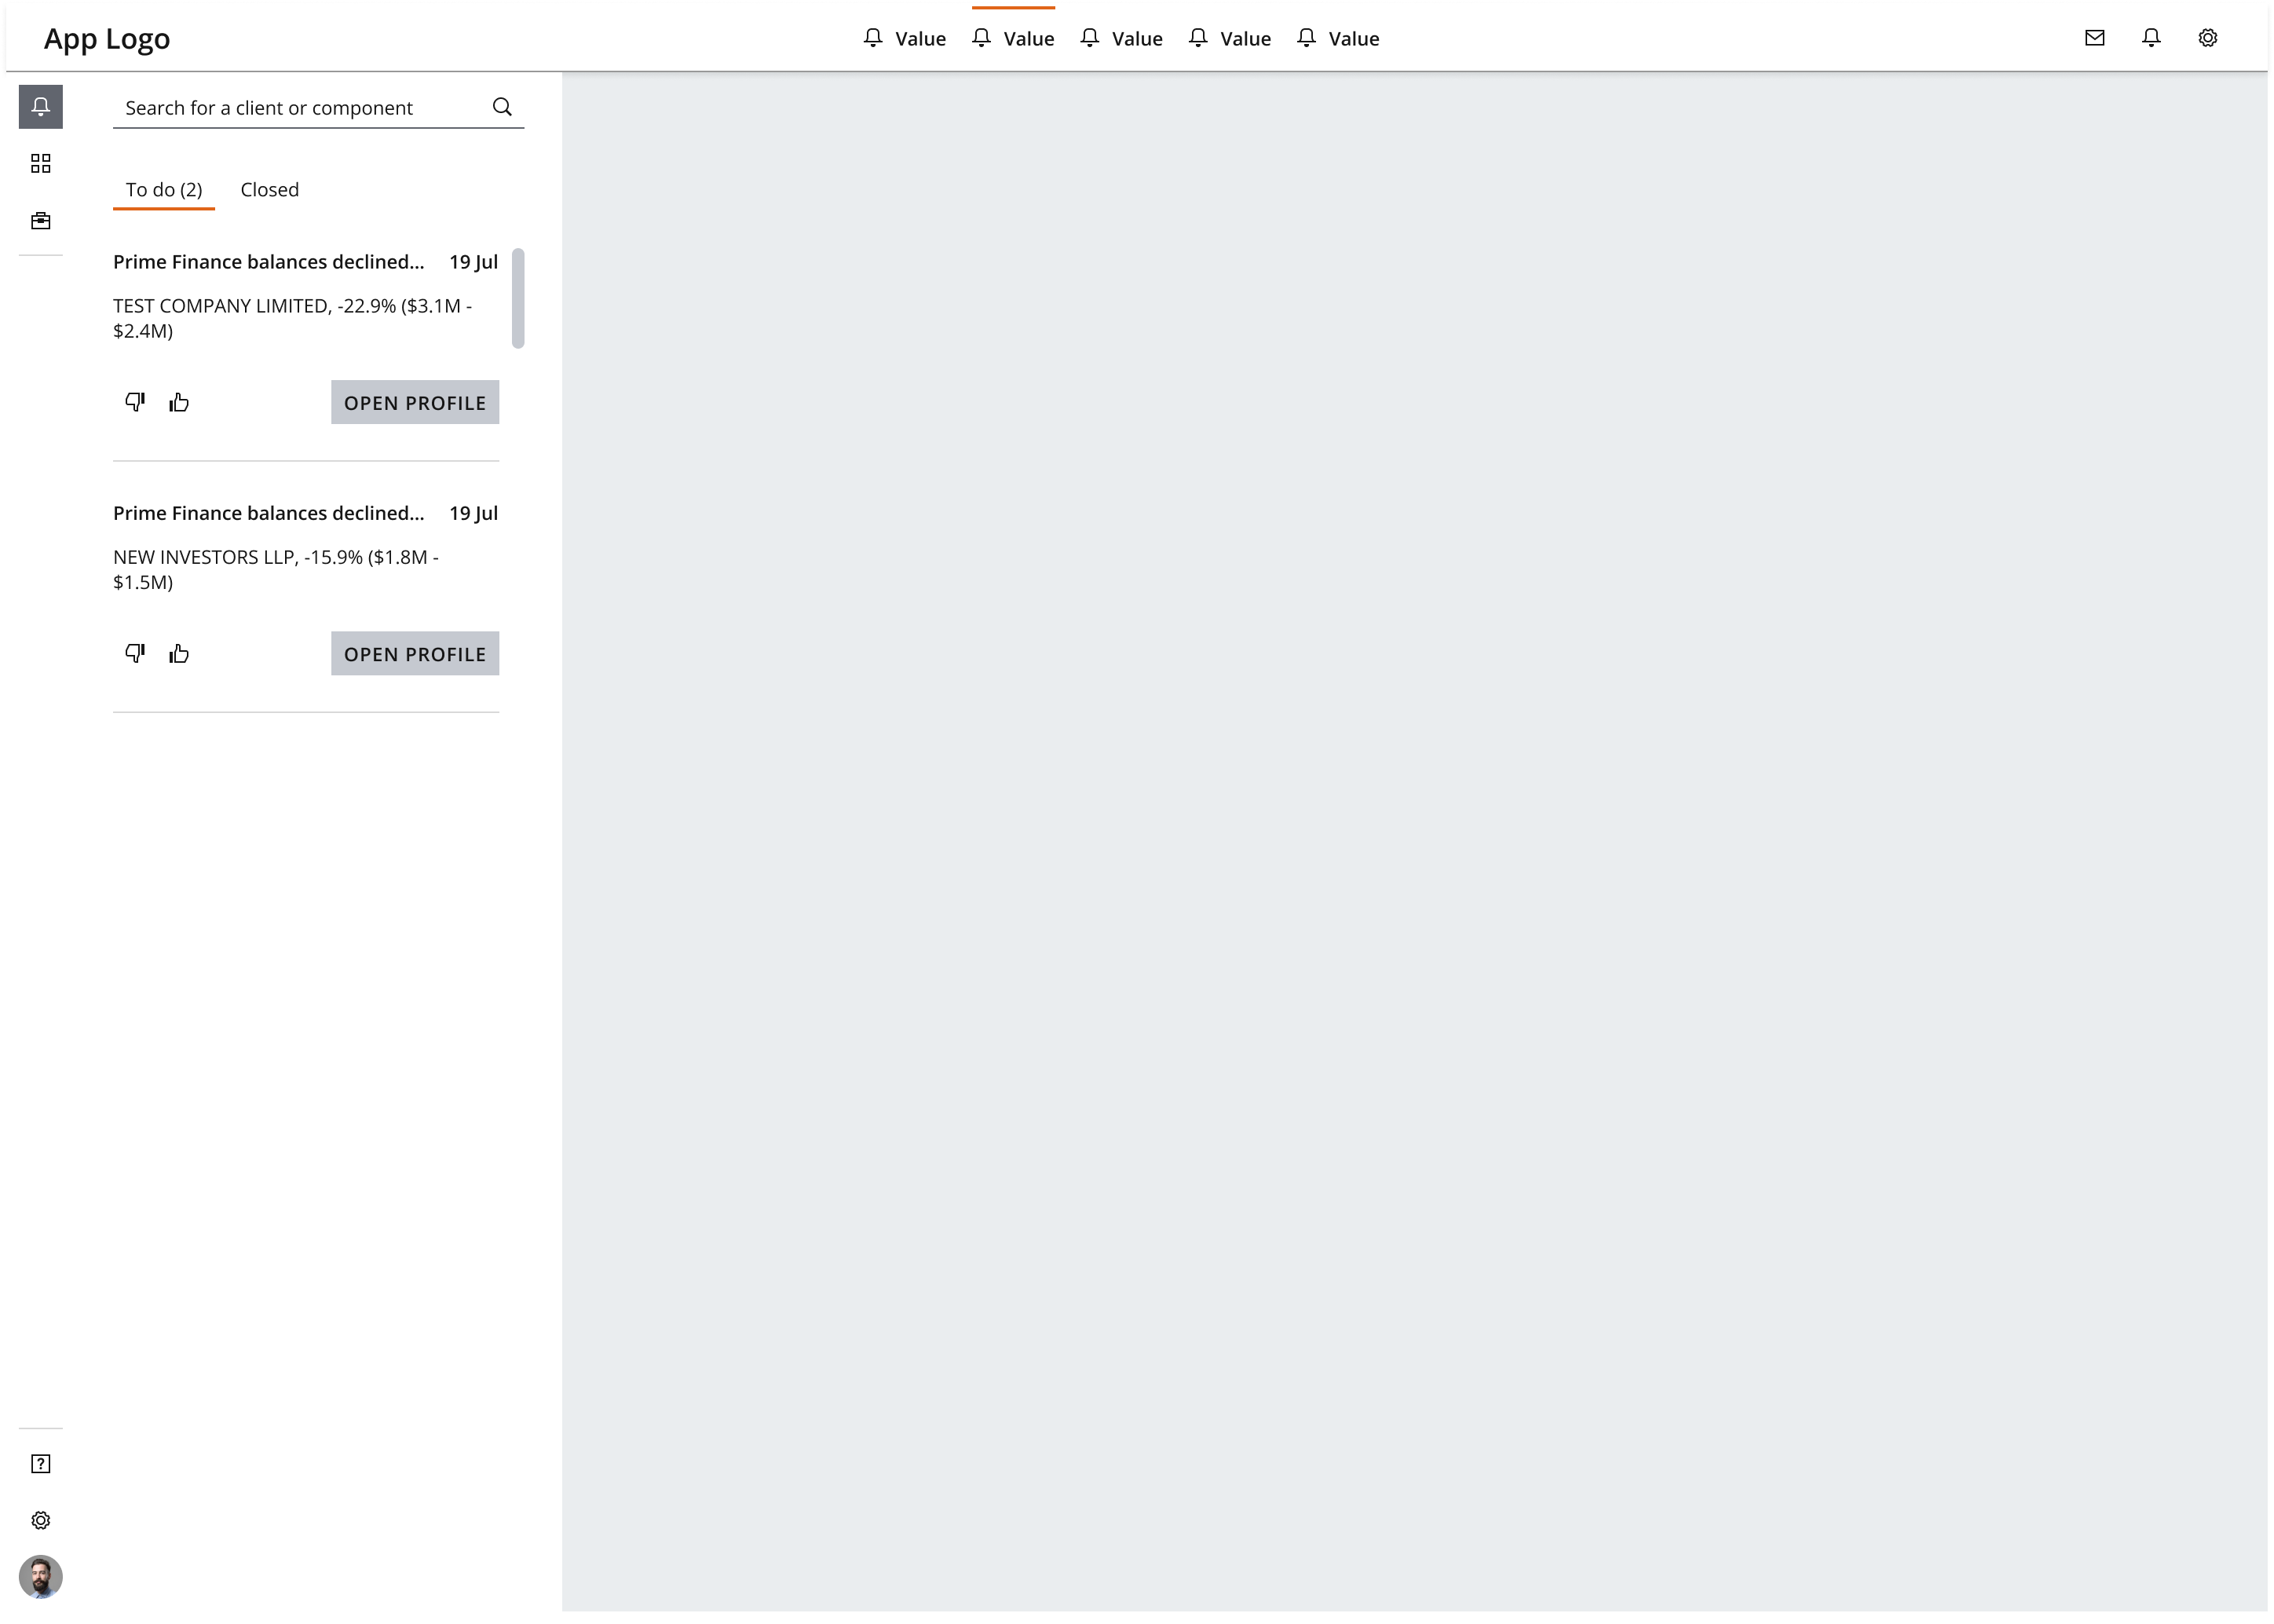 App Logo
Value
Value
Value
Value
Value
Search for a client or component
To do (2)
Closed
Prime Finance balances declined... 19 Jul
TEST COMPANY LIMITED, -22.9% ($3.1M -
$2.4M)
OPEN PROFILE
Prime Finance balances declined... 19 Jul
NEW INVESTORS LLP, -15.9% ($1.8M -
$1.5M)
OPEN PROFILE
?